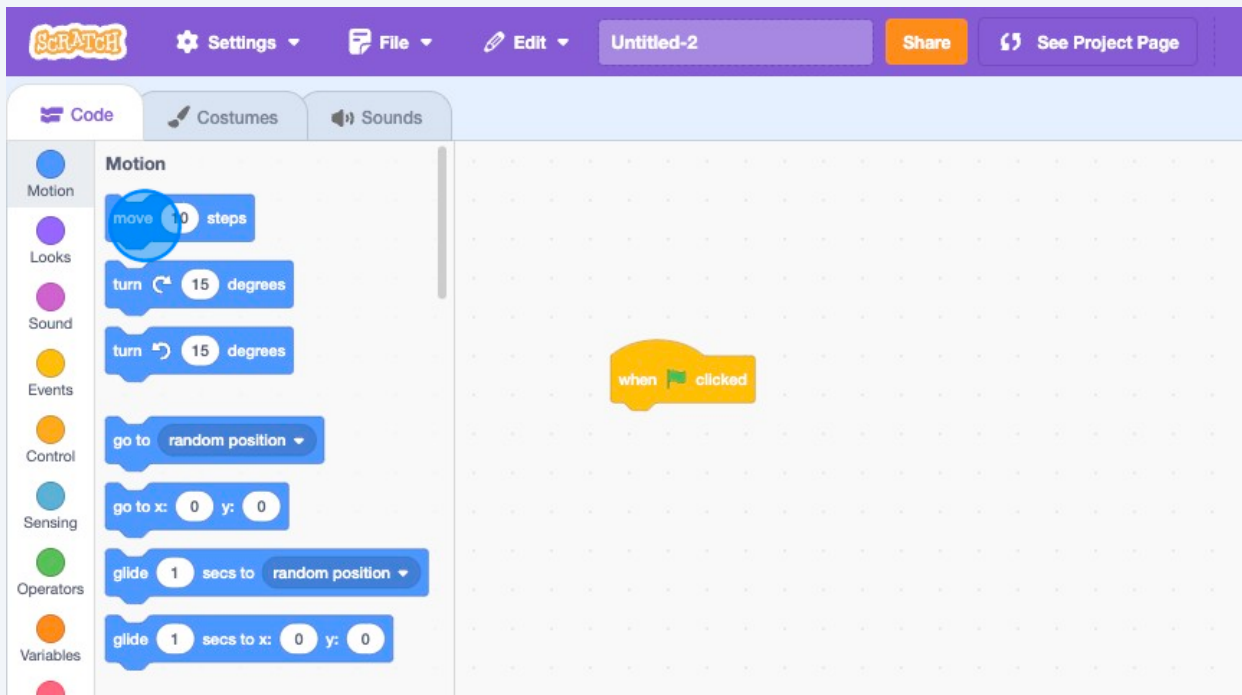 SCRATCH Settings File Edit Untitled-2 Share See Project Page
Code Costumes Sounds
Motion
Looks
Sound
Events
Control
Sensing
Operators
Variables
Motion
move 10 steps
turn 15 degrees
turn 15 degrees
go to random position
go to x: 0 y: 0
glide 1 secs to random position
glide 1 secs to x: 0 y: 0
when clicked